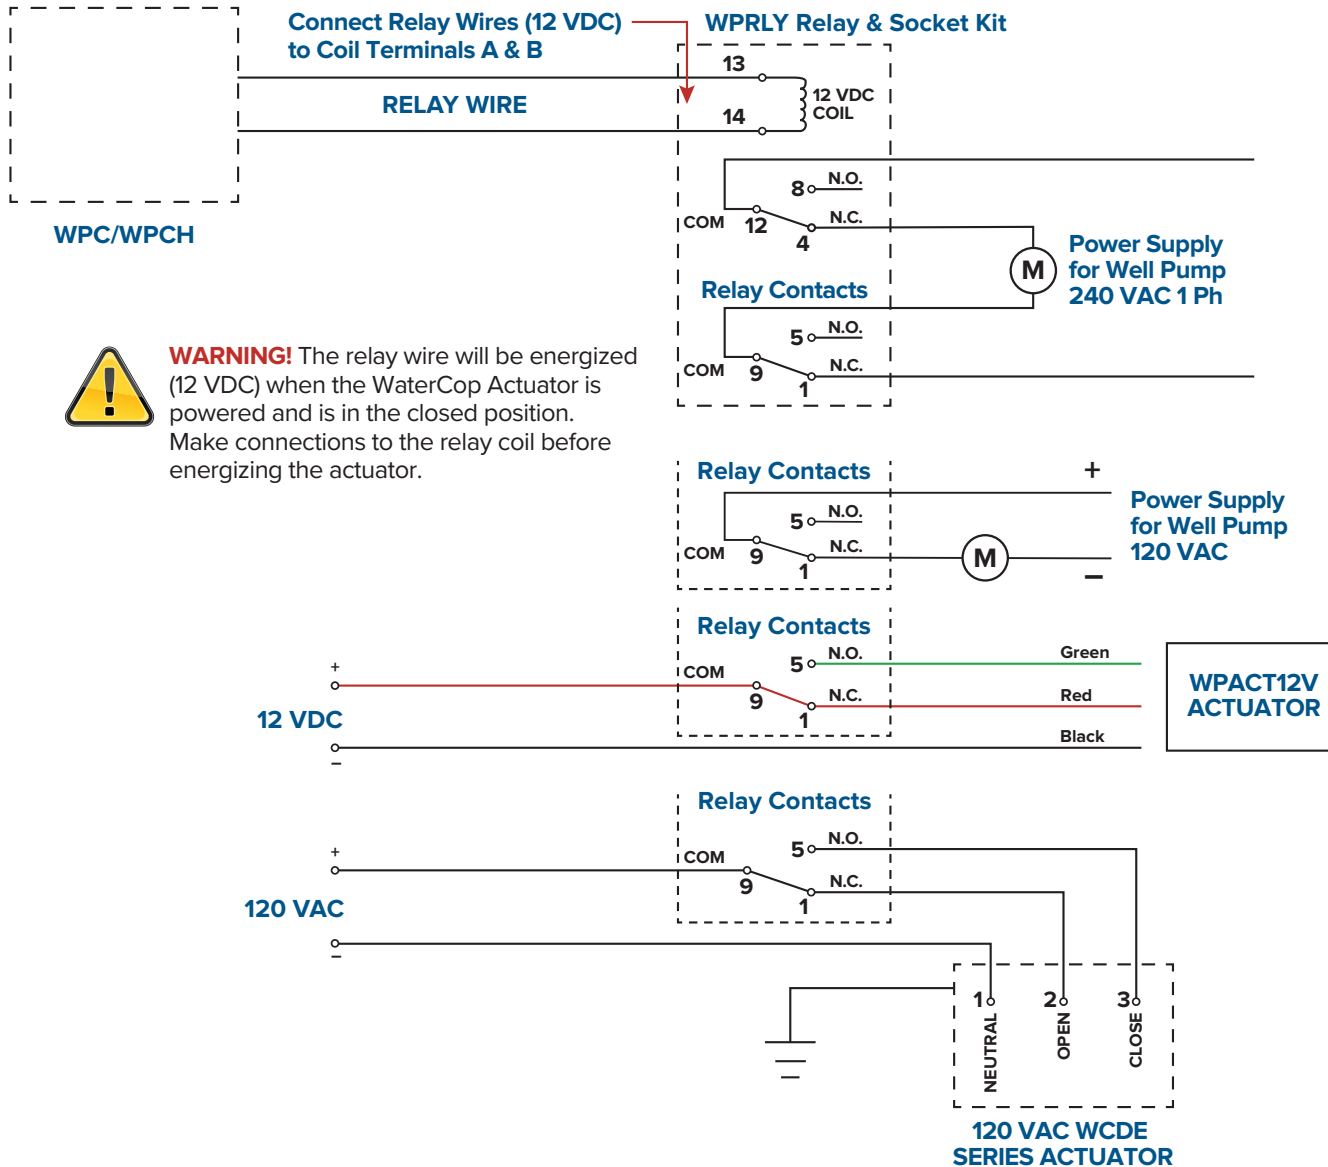 Connect Relay Wires (12 VDC)
to Coil Terminals A & B
WPRLY Relay & Socket Kit
13
12 VDC
COIL
RELAY WIRE
14
WPC/WPCH
8
N.O.
COM
12
N.C.
4
M
Power Supply
for Well Pump
240 VAC 1 Ph
Relay Contacts
5
N.O.
COM
9
N.C.
1
WARNING! The relay wire will be energized
(12 VDC) when the WaterCop Actuator is
powered and is in the closed position.
Make connections to the relay coil before
energizing the actuator.
Relay Contacts
+
5
N.O.
COM
9
N.C.
1
M
–
Power Supply
for Well Pump
120 VAC
Relay Contacts
+
12 VDC
–
COM
9
5
N.O.
Green
N.C.
1
Red
Black
WPACT12V
ACTUATOR
Relay Contacts
+
120 VAC
–
COM
9
5
N.O.
N.C.
1
1
NEUTRAL
2
OPEN
3
CLOSE
120 VAC WCDE
SERIES ACTUATOR